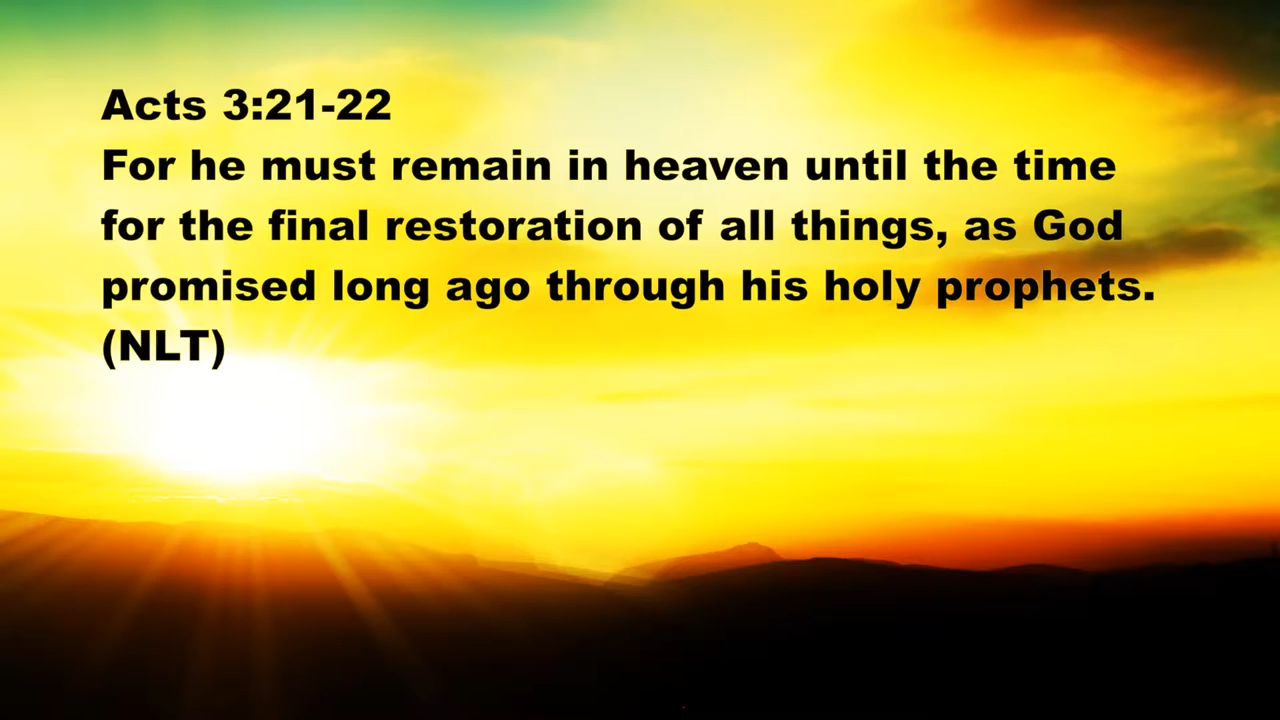 Acts 3:21-22
For he must remain in heaven until the time
for the final restoration of all things, as God
promised long ago through his holy prophets.
(NLT)